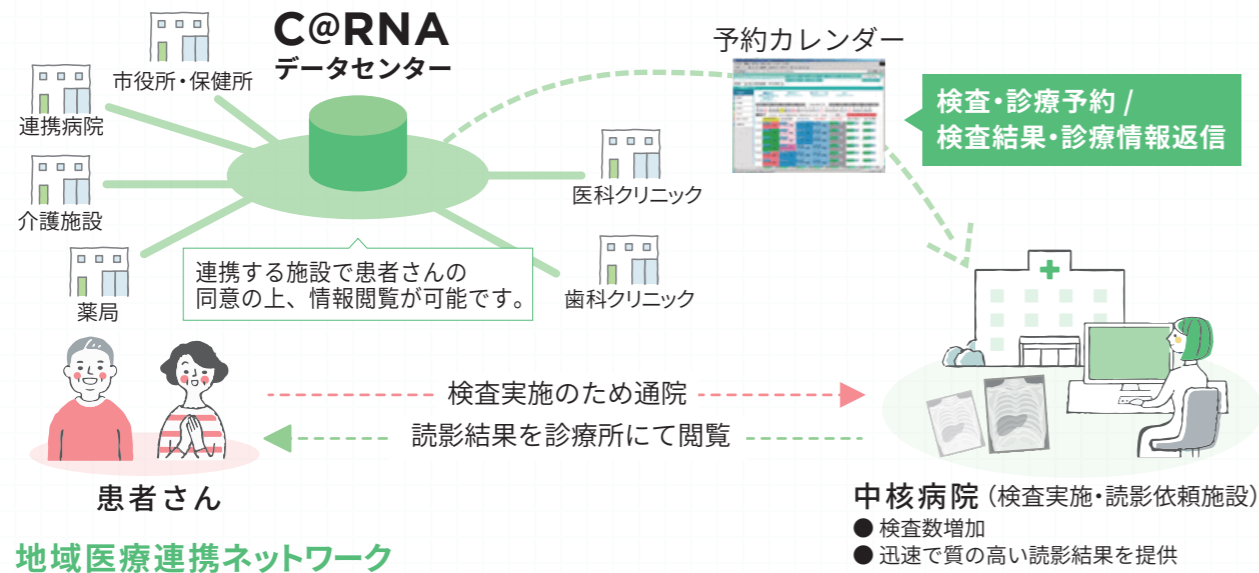 C@RNA
データセンター
市役所・保健所
連携病院
介護施設
薬局
医科クリニック
歯科クリニック
連携する施設で患者さんの
同意の上、情報閲覧が可能です。
予約カレンダー
検査・診療予約 /
検査結果・診療情報返信
検査実施のため通院
読影結果を診療所にて閲覧
患者さん
中核病院（検査実施・読影依頼施設）
● 検査数増加
● 迅速で質の高い読影結果を提供
地域医療連携ネットワーク